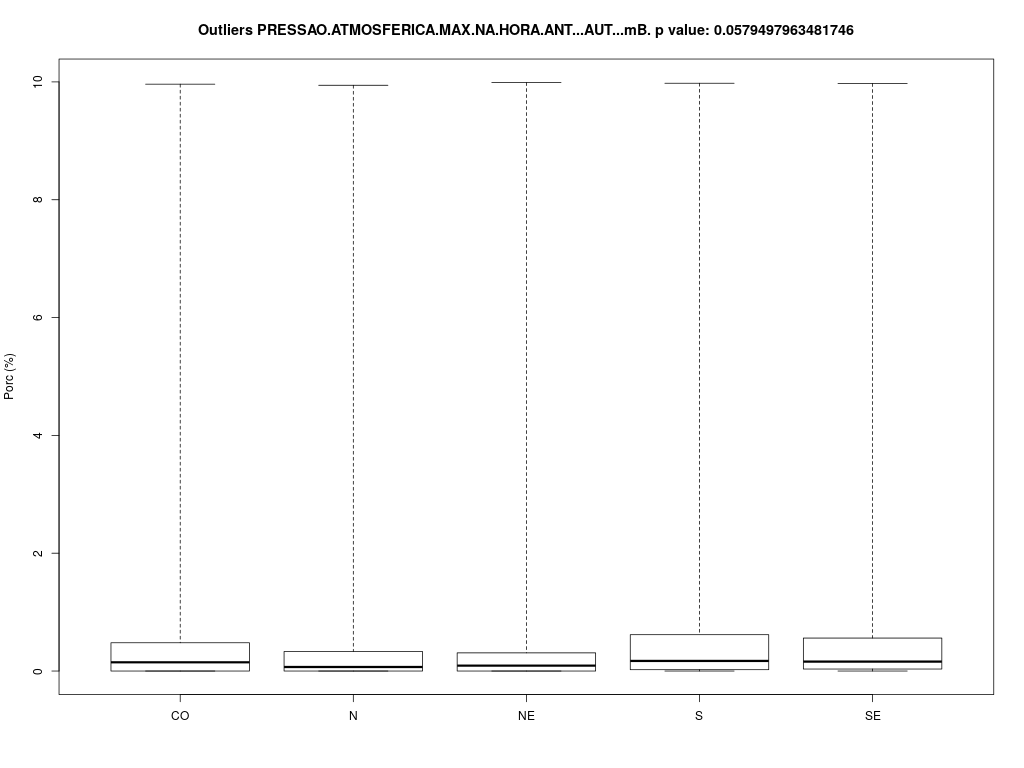 Outliers PRESSAO.ATMOSFERICA.MAX.NA.HORA.ANT...AUT...mB. p value: 0.0579497963481746
Porc (%)
10
8
6
4
2
0
CO N NE S SE